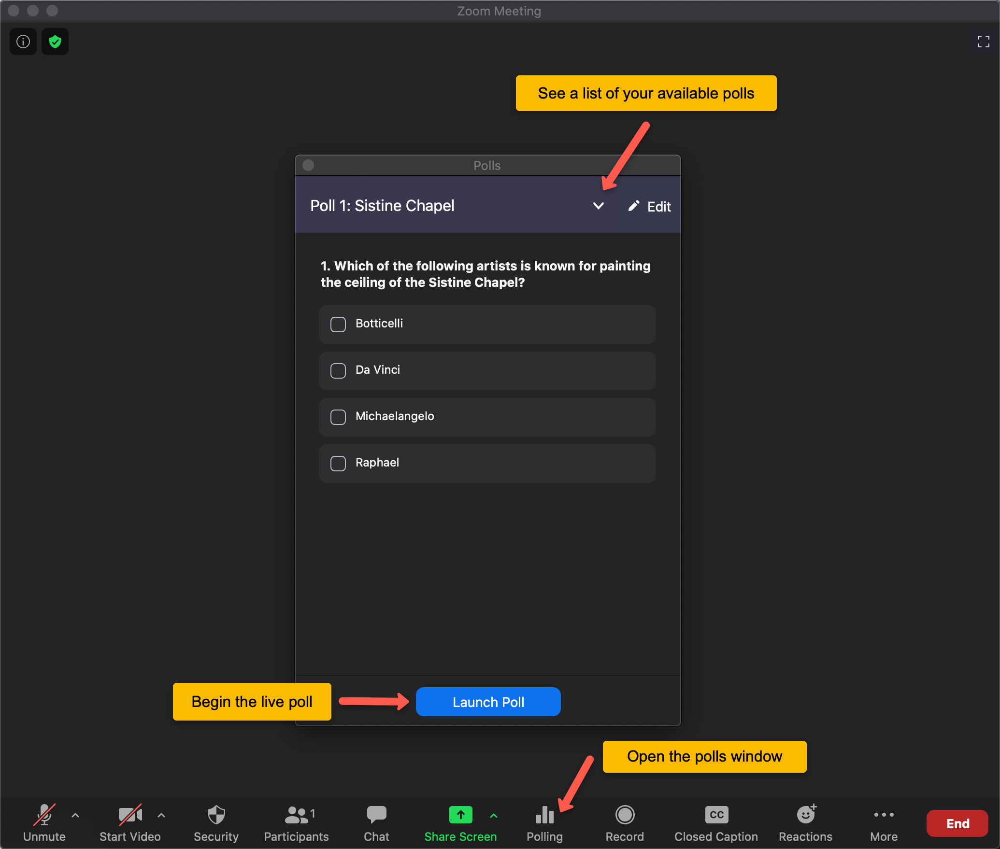 Zoom Meeting
See a list of your available polls
Polls
Poll 1: Sistine Chapel
Edit
1. Which of the following artists is known for painting
the ceiling of the Sistine Chapel?
Botticelli
Da Vinci
Michaelangelo
Raphael
Begin the live poll
Launch Poll
Open the polls window
1
CC
Unmute
Start Video
Security
Participants
Chat
Share Screen
Polling
Record
Closed Caption
Reactions
More
End